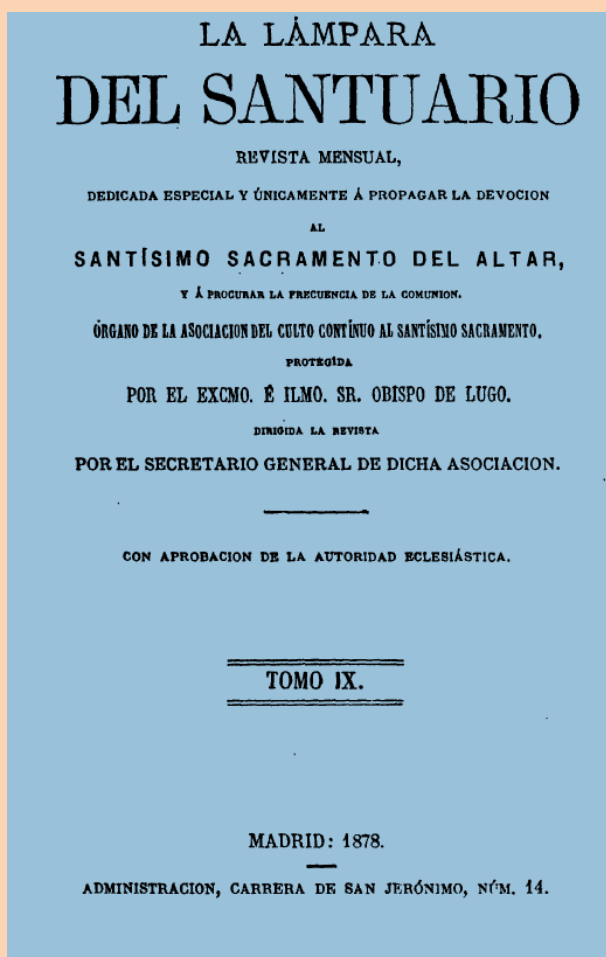 LA LÁMPARA
DEL SANTUARIO
REVISTA MENSUAL,
DEDICADA ESPECIAL Y ÚNICAMENTE Á PROPAGAR LA DEVOCION
AL
SANTÍSIMO SACRAMENTO DEL ALTAR,
Y Á PROCURAR LA FRECUENCIA DE LA COMUNION.
ÓRGANO DE LA ASOCIACION DEL CULTO CONTÍNUO AL SANTÍSIMO SACRAMENTO,
PROTEGIDA
POR EL EXCMO. É ILMO. SR. OBISPO DE LUGO.
DIRIGIDA LA REVISTA
POR EL SECRETARIO GENERAL DE DICHA ASOCIACION.
CON APROBACION DE LA AUTORIDAD ECLESIÁSTICA.
TOMO IX.
MADRID: 1878.
ADMINISTRACION, CARRERA DE SAN JERÓNIMO, NÚM. 14.